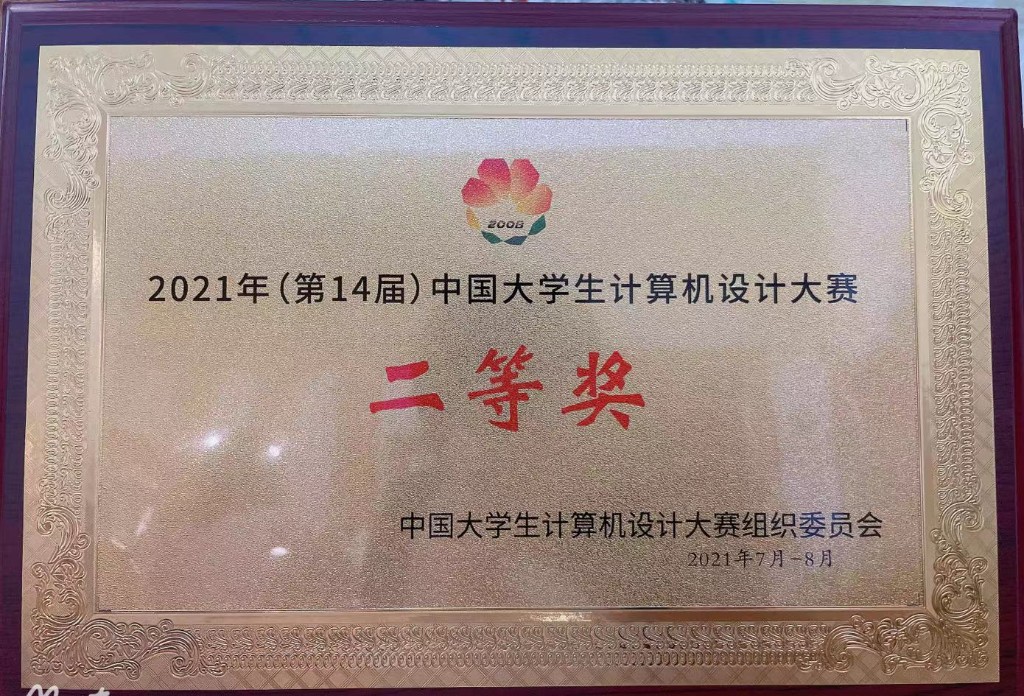 2008
2021年(第14届)中国大学生计算机设计大赛
二等奖
中国大学生计算机设计大赛组织委员会
2021年7月-8月